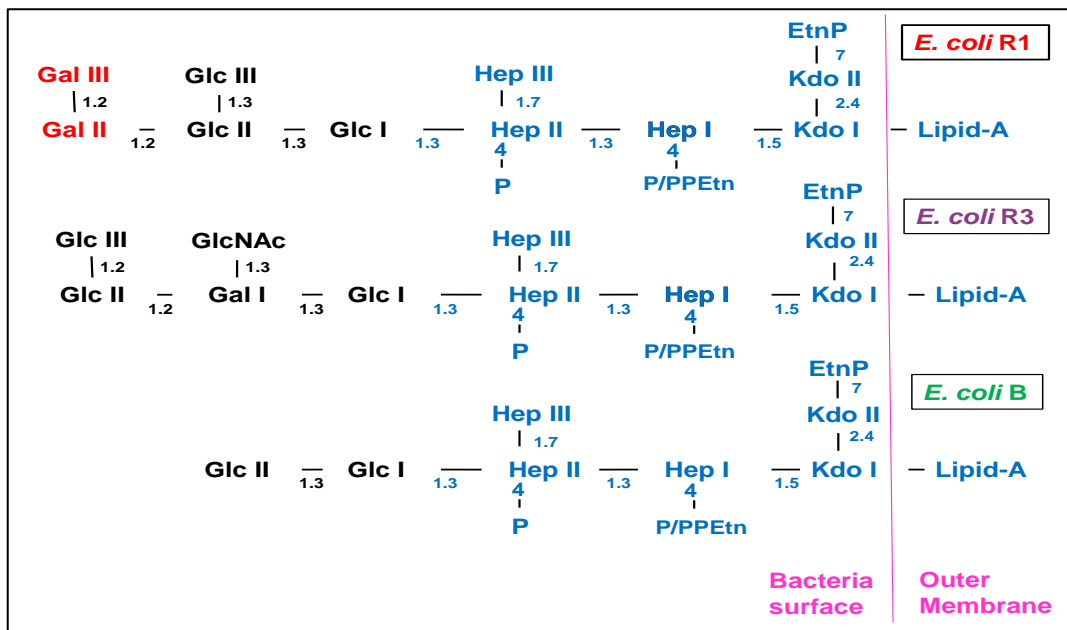 EtnP
E. coli R1
7
Gal III Glc III Hep III Kdo II
1.2 1.3 1.7 2.4
Gal II 1.2 Glc II 1.3 Glc I 1.3 Hep II 1.3 Hep I 1.5 Kdo I Lipid-A
4 4
P P/PPEtn
EtnP
E. coli R3
7
Glc III GlcNAc Hep III Kdo II
1.2 1.3 1.7 2.4
Glc II 1.2 Gal I 1.3 Glc I 1.3 Hep II 1.3 Hep I 1.5 Kdo I Lipid-A
4 4
P P/PPEtn
EtnP
E. coli B
7
Hep III Kdo II
1.7 2.4
Glc II 1.3 Glc I 1.3 Hep II 1.3 Hep I 1.5 Kdo I Lipid-A
4 4
P P/PPEtn
Bacteria Outer
surface Membrane